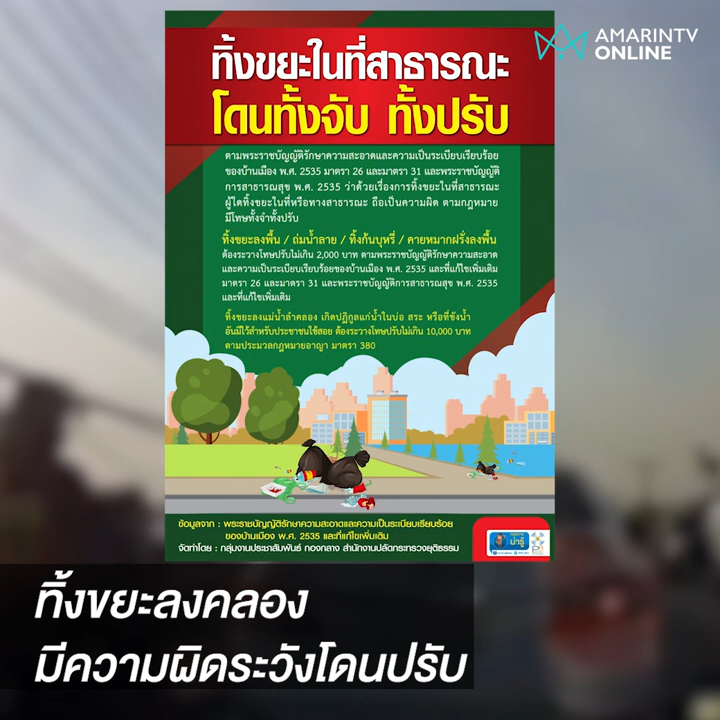 AMARINTV
ONLINE
ทิ้งขยะในที่สาธารณะ
โดนทั้งจับ ทั้งปรับ
ตามพระราชบัญญัติรักษาความสะอาดและความเป็นระเบียบเรียบร้อย
ของบ้านเมือง พ.ศ. 2535 มาตรา 26 และมาตรา 31 และพระราชบัญญัติ
การสาธารณสุข พ.ศ. 2535 ว่าด้วยเรื่องการทิ้งขยะในที่สาธารณะ
ผู้ใดทิ้งขยะในที่หรือทางสาธารณะ ถือเป็นความผิด ตามกฎหมาย
มีโทษทั้งจำทั้งปรับ
ทิ้งขยะลงพื้น / ถ่มน้ำลาย / ทิ้งก้นบุหรี่ / คายหมากฝรั่งลงพื้น
ต้องระวางโทษปรับไม่เกิน 2,000 บาท ตามพระราชบัญญัติรักษาความสะอาด
และความเป็นระเบียบเรียบร้อยของบ้านเมือง พ.ศ. 2535 และที่แก้ไขเพิ่มเติม
มาตรา 26 และมาตรา 31 และพระราชบัญญัติการสาธารณสุข พ.ศ. 2535
และที่แก้ไขเพิ่มเติม
ทิ้งขยะลงแม่น้ำลำคลอง เกิดปฏิกูลแก่น้ำในบ่อ สระ หรือที่ขังน้ำ
อันมีไว้สำหรับประชาชนใช้สอย ต้องระวางโทษปรับไม่เกิน 10,000 บาท
ตามประมวลกฎหมายอาญา มาตรา 380
ข้อมูลจาก : พระราชบัญญัติรักษาความสะอาดและความเป็นระเบียบเรียบร้อย
ของบ้านเมือง พ.ศ. 2535 และที่แก้ไขเพิ่มเติม
จัดทำโดย : กลุ่มงานประชาสัมพันธ์ กองกลาง สำนักงานปลัดกระทรวงยุติธรรม
น่ารู้
ทิ้งขยะลงคลอง
มีความผิดระวังโดนปรับ